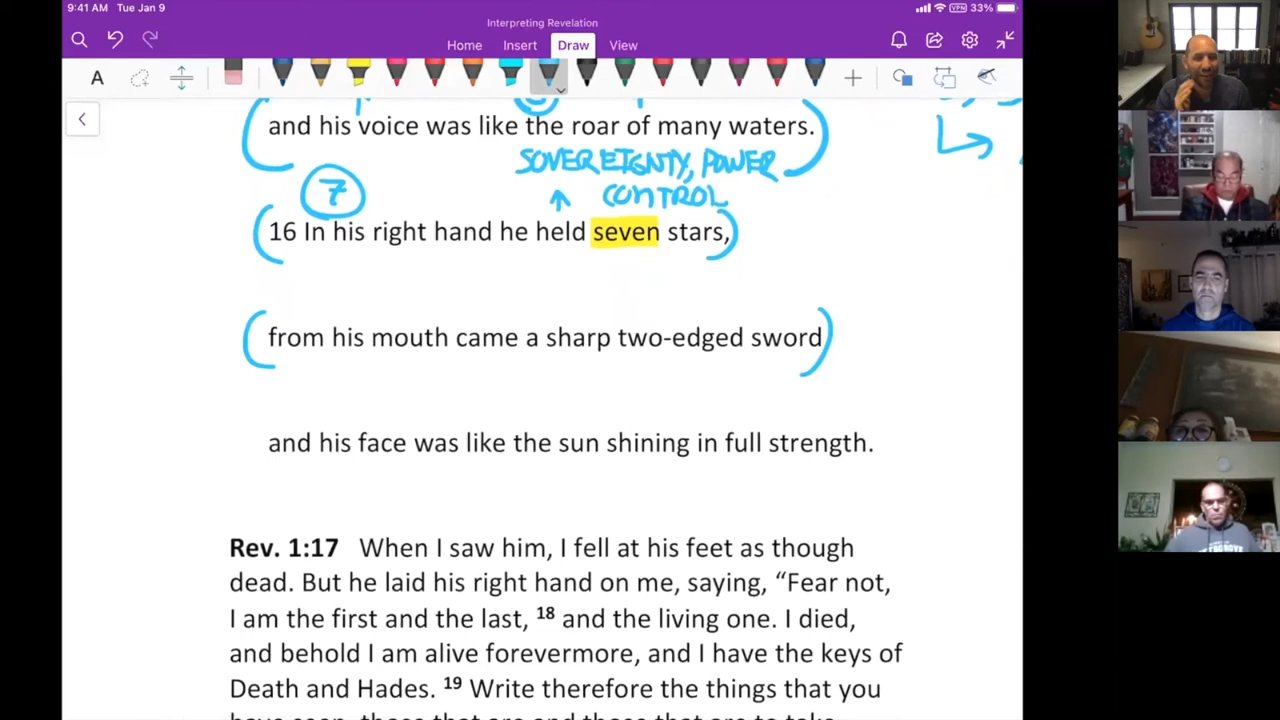 9:41 AM Tue Jan 9
VPN 33%
Interpreting Revelation
Home Insert Draw View
A
and his voice was like the roar of many waters.
SOVEREIGNTY, POWER
CONTROL
7
16 In his right hand he held seven stars,
from his mouth came a sharp two-edged sword
and his face was like the sun shining in full strength.
Rev. 1:17 When I saw him, I fell at his feet as though
dead. But he laid his right hand on me, saying, “Fear not,
I am the first and the last, 18 and the living one. I died,
and behold I am alive forevermore, and I have the keys of
Death and Hades. 19 Write therefore the things that you